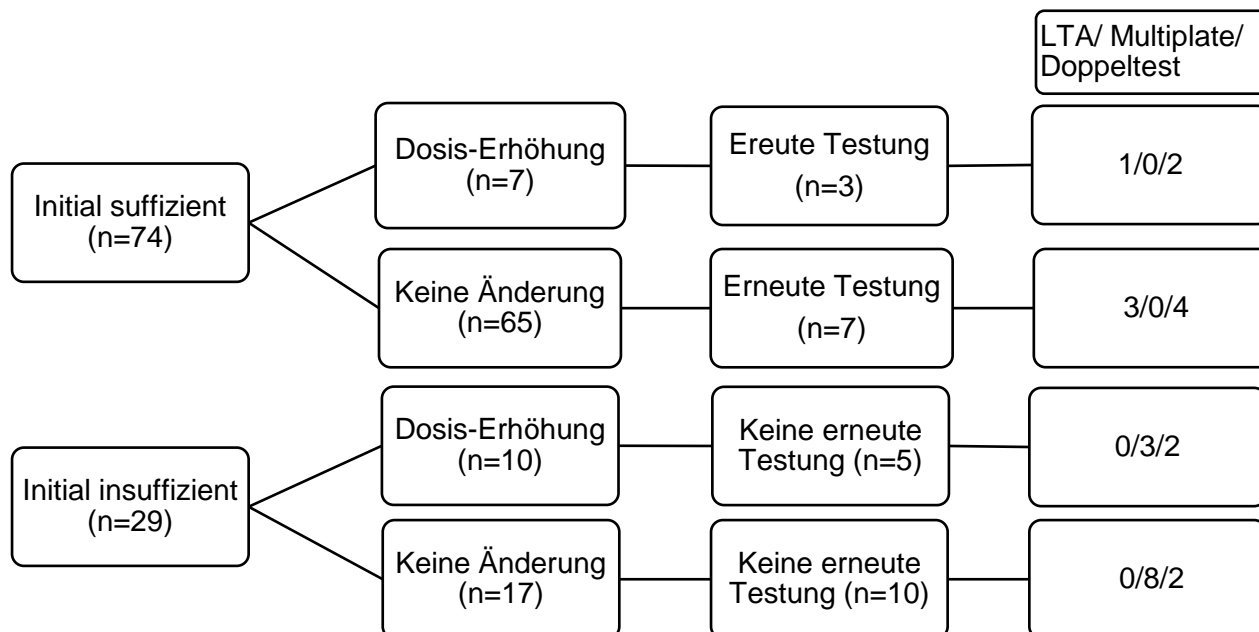 LTA/ Multiplate/
Doppeltest
Dosis-Erhöhung
(n=7)
Ereute Testung
(n=3)
1/0/2
Initial suffizient
(n=74)
Keine Änderung
(n=65)
Erneute Testung
(n=7)
3/0/4
Dosis-Erhöhung
(n=10)
Keine erneute
Testung (n=5)
0/3/2
Initial insuffizient
(n=29)
Keine Änderung
(n=17)
Keine erneute
Testung (n=10)
0/8/2